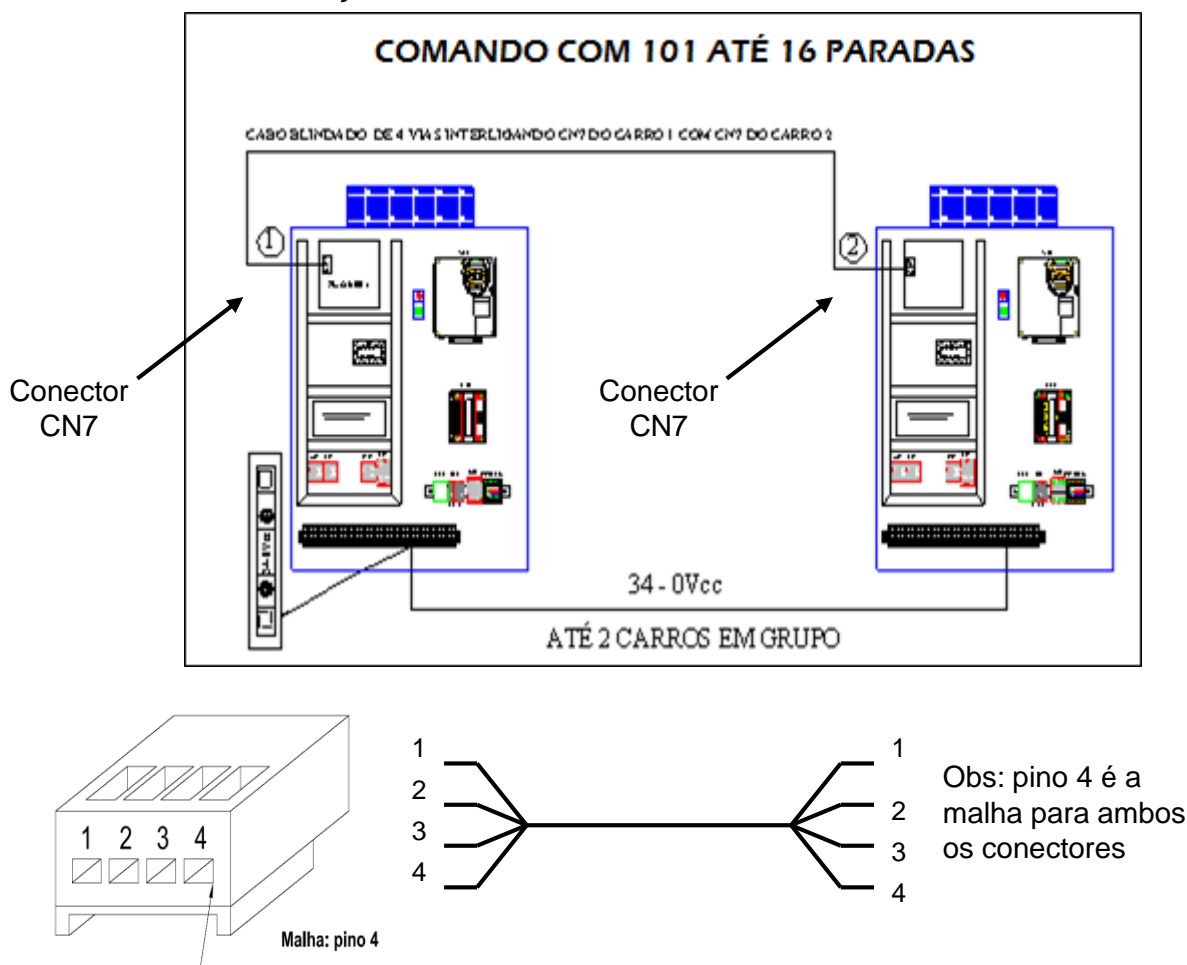 COMANDO COM 101 ATÉ 16 PARADAS
CABO BLINDADO DE 4 VIAS INTERLIGANDO CN7 DO CARRO 1 COM CN7 DO CARRO 2
1
2
Conector
CN7
Conector
CN7
34 - 0Vcc
ATÉ 2 CARROS EM GRUPO
1 2 3 4
Malha: pino 4
1
2
3
4
1
2
3
4
Obs: pino 4 é a
malha para ambos
os conectores